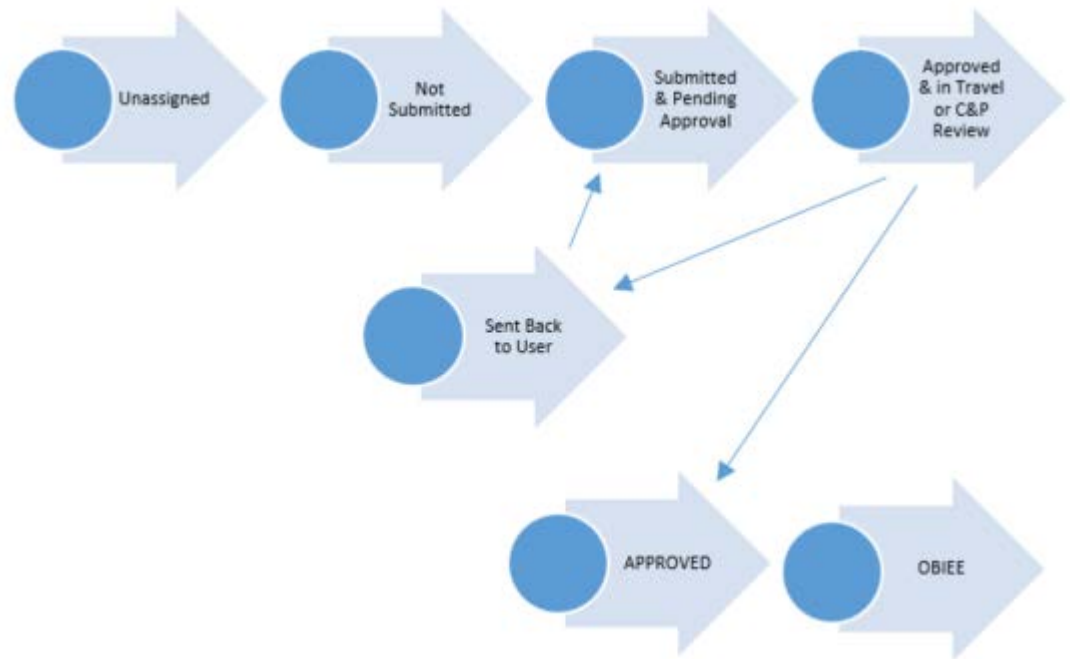 Unassigned
Not
Submitted
Submitted
& Pending
Approval
Approved
& in Travel
or C&P
Review
Sent Back
to User
APPROVED
OBIEE